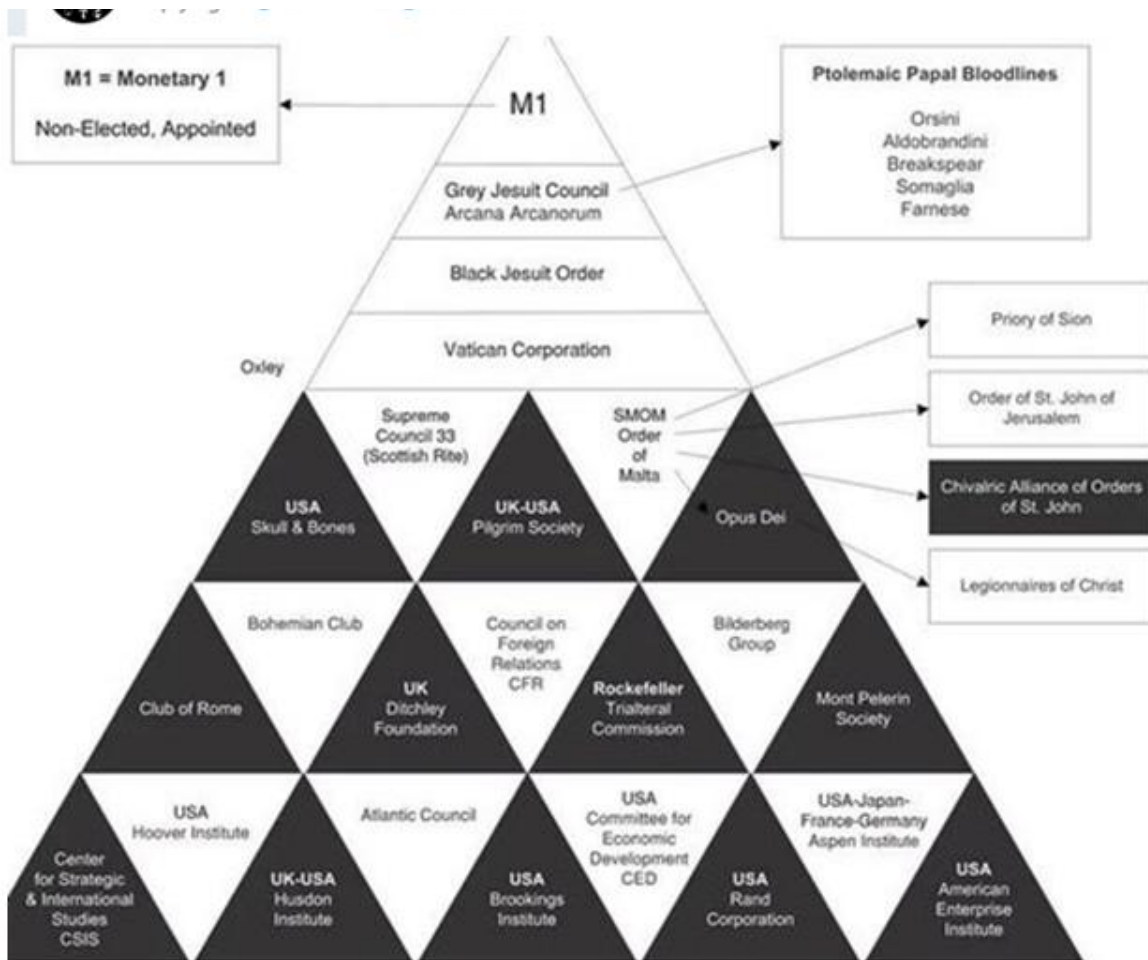 M1 = Monetary 1
Non-Elected, Appointed
M1
Ptolemaic Papal Bloodlines
Orsini
Aldobrandini
Breakspear
Somaglia
Farnese
Grey Jesuit Council
Arcana Arcanorum
Black Jesuit Order
Vatican Corporation
Oxley
Priory of Sion
Order of St. John of
Jerusalem
Chivalric Alliance of Orders
of St. John
Legionnaires of Christ
Supreme
Council 33
(Scottish Rite)
SMOM
Order
of
Malta
USA
Skull & Bones
UK-USA
Pilgrim Society
Opus Dei
Bohemian Club
Council on
Foreign
Relations
CFR
Bilderberg
Group
Club of Rome
UK
Ditchley
Foundation
Rockefeller
Trialteral
Commission
Mont Pelerin
Society
USA
Hoover Institute
Atlantic Council
USA
Committee for
Economic
Development
CED
USA-Japan-
France-Germany
Aspen Institute
Center
for Strategic
& International
Studies
CSIS
UK-USA
Husdon
Institute
USA
Brookings
Institute
USA
Rand
Corporation
USA
American
Enterprise
Institute